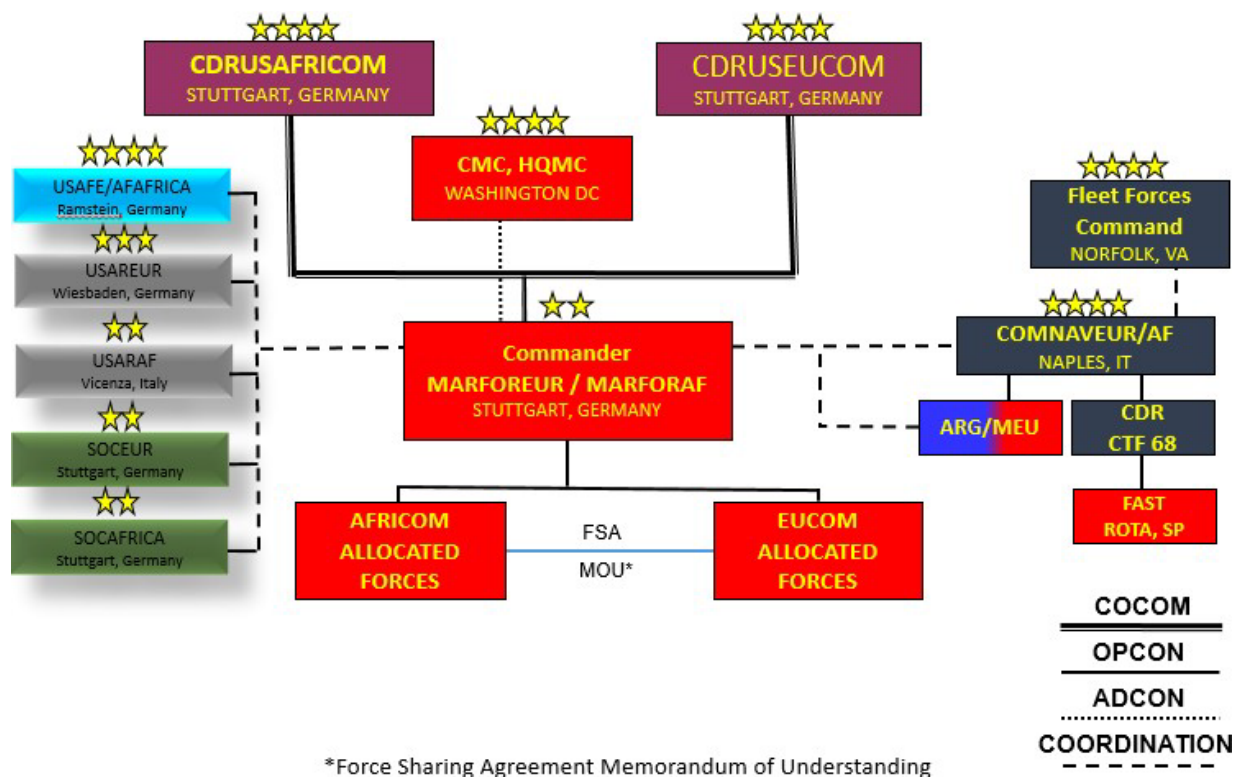 CDRUSAFRICOM
STUTTGART, GERMANY
CDRUSEUCOM
STUTTGART, GERMANY
CMC, HQMC
WASHINGTON DC
USAFE/AFAFRICA
Ramstein, Germany
USAREUR
Wiesbaden, Germany
USARAF
Vicenza, Italy
SOCEUR
Stuttgart, Germany
SOCAFRICA
Stuttgart, Germany
Commander
MARFOREUR / MARFORAF
STUTTGART, GERMANY
Fleet Forces
Command
NORFOLK, VA
COMNAVEUR/AF
NAPLES, IT
ARG/MEU
CDR
CTF 68
FAST
ROTA, SP
AFRICOM
ALLOCATED
FORCES
FSA
MOU*
EUCOM
ALLOCATED
FORCES
COCOM
OPCON
ADCON
COORDINATION
*Force Sharing Agreement Memorandum of Understanding